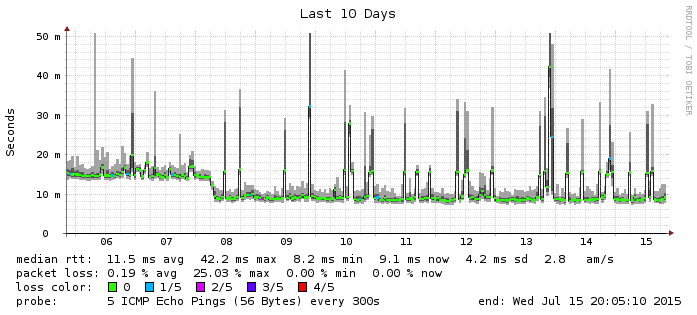 Last 10 Days
RRDTOOL / TOBI OETIKER
Seconds
50 m
40 m
30 m
20 m
10 m
0
06 07 08 09 10 11 12 13 14 15
median rtt: 11.5 ms avg 42.2 ms max 8.2 ms min 9.1 ms now 4.2 ms sd 2.8 am/s
packet loss: 0.19 % avg 25.03 % max 0.00 % min 0.00 % now
loss color: 0 1/5 2/5 3/5 4/5
probe: 5 ICMP Echo Pings (56 Bytes) every 300s end: Wed Jul 15 20:05:10 2015